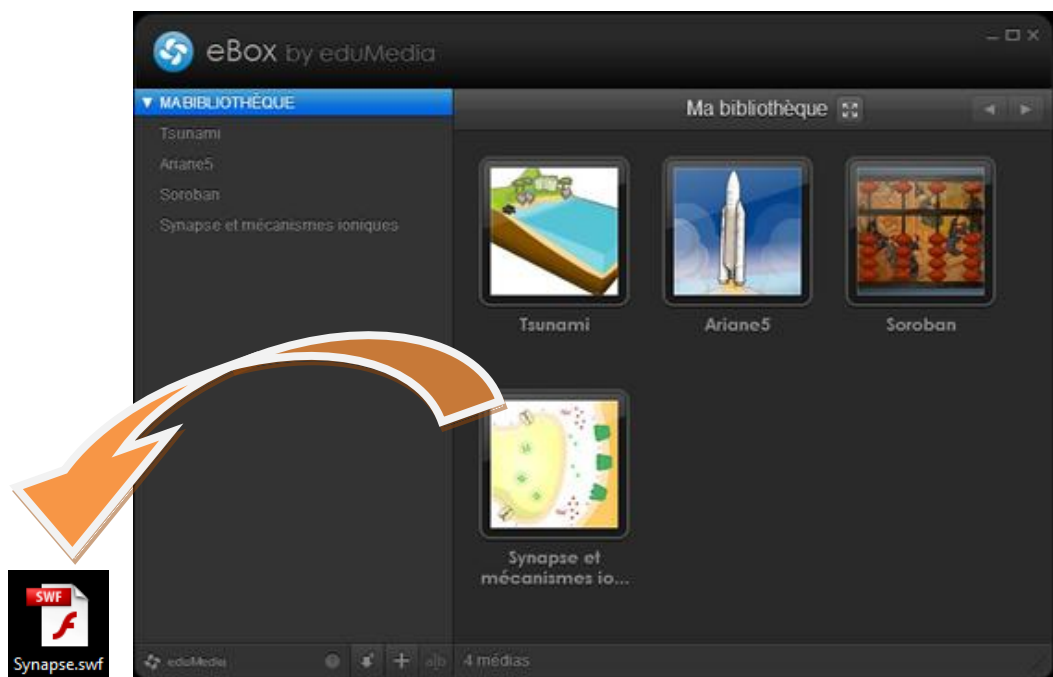 eBox by eduMedia
MA BIBLIOTHÈQUE
Ma bibliothèque
Tsunami
Ariane5
Soroban
Synapse et mécanismes ioniques
Tsunami
Ariane5
Soroban
Synapse et
mécanismes io...
SWF
Synapse.swf
eduMedia
a|b
4 médias